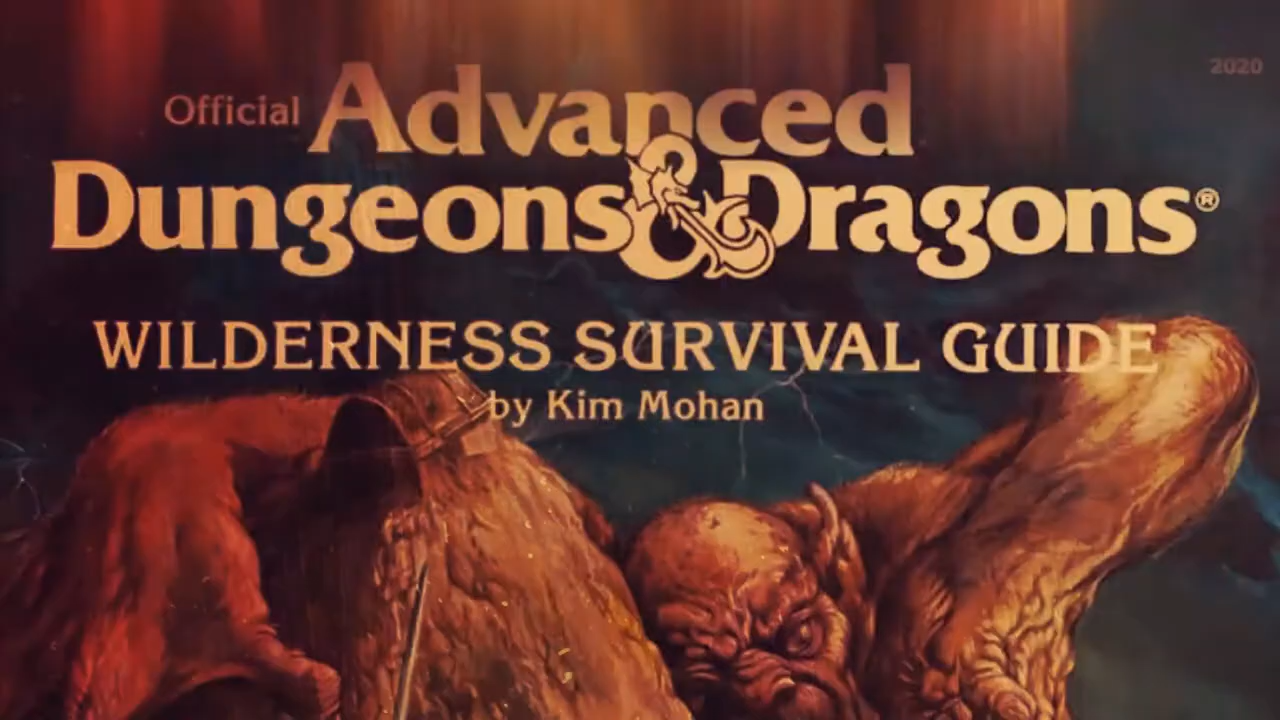 2020
Official Advanced
Dungeons & Dragons®
WILDERNESS SURVIVAL GUIDE
by Kim Mohan